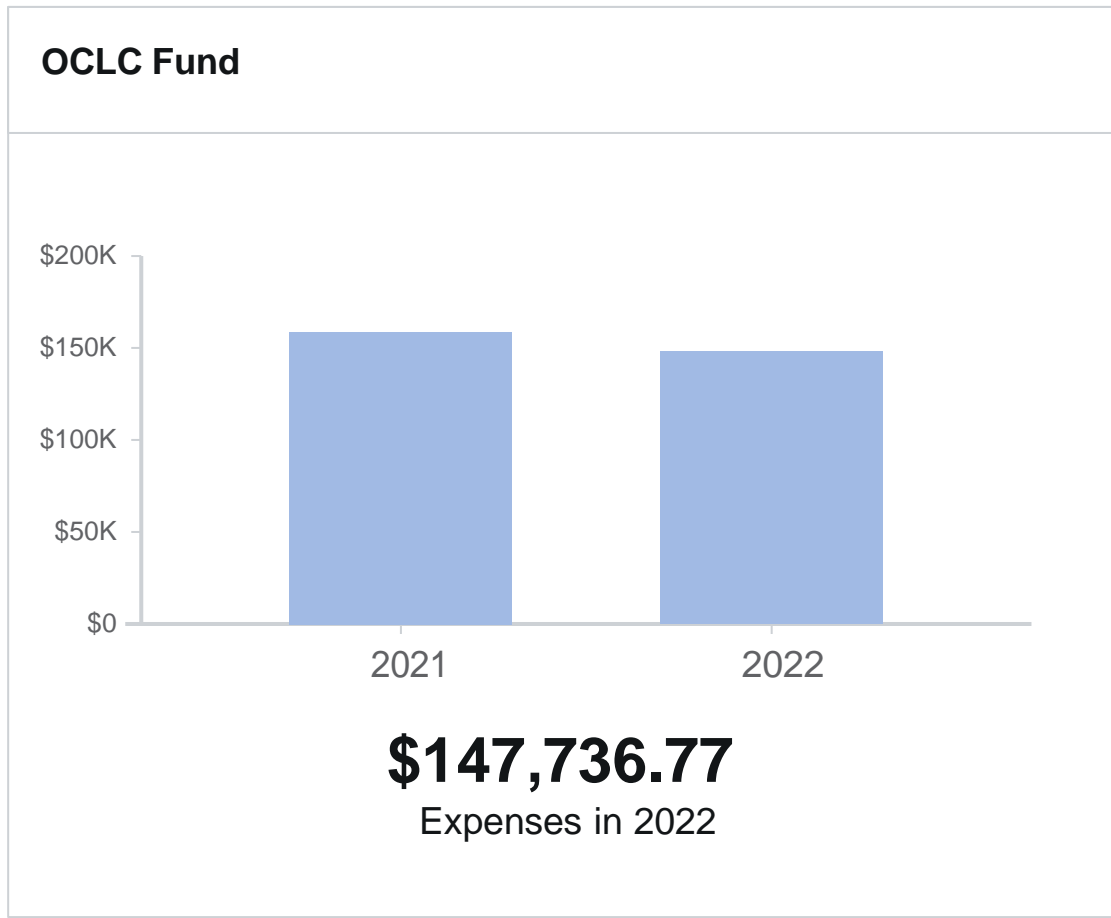 OCLC Fund
$200K
$150K
$100K
$50K
$0
2021 2022
$147,736.77
Expenses in 2022